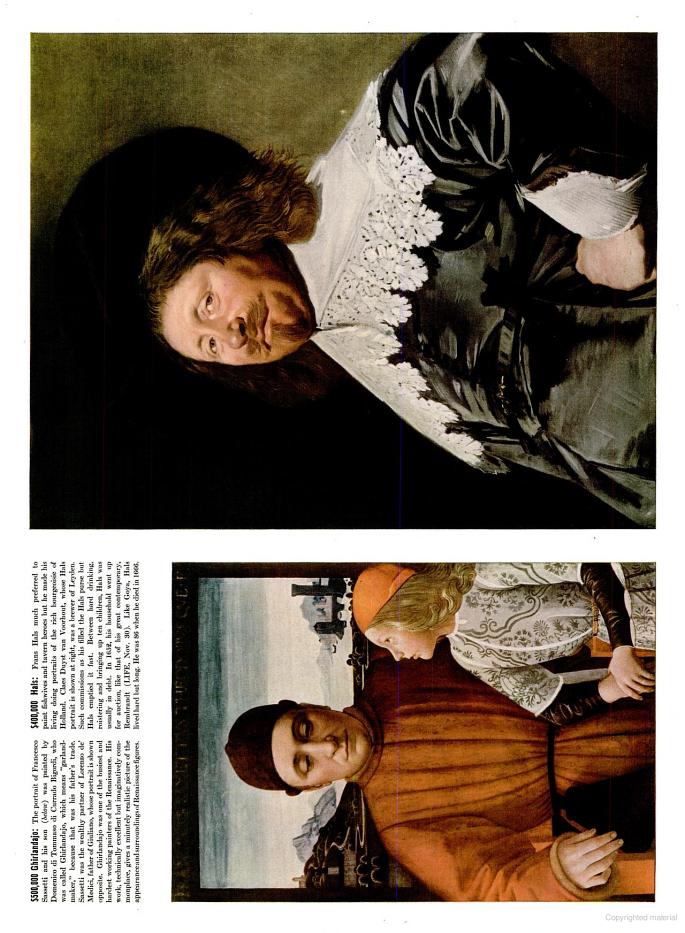 $500,000 Ghirlandajo: The portrait of Francesco
Sassetti and his son (below) was painted by
Domenico di Tommaso di Currado Bigordi, who
was called Ghirlandajo, which means "garland-
maker," because that was his father's trade.
Sassetti was the wealthy partner of Lorenzo de'
Medici, father of Giuliano, whose portrait is shown
opposite. Ghirlandajo was one of the busiest and
hardest working painters of the Renaissance. His
work, technically excellent but imaginatively com-
monplace, gives a minutely realistic picture of the
appearance and surroundings of Renaissance figures.
$400,000 Hals: Frans Hals much preferred to
paint fishwives and tavern heroes but he made his
living doing portraits of the rich bourgeoisie of
Holland. Claes Duyst van Voorhout, whose Hals
portrait is shown at right, was a brewer of Leyden.
Such commissions as his filled the Hals purse but
Hals emptied it fast. Between hard drinking,
roistering and bringing up ten children, Hals was
usually in debt. In 1652, his household went up
for auction, like that of his great contemporary,
Rembrandt (LIFE, Nov. 30). Like Goya, Hals
lived hard but long. He was 86 when he died in 1666.
Copyrighted material